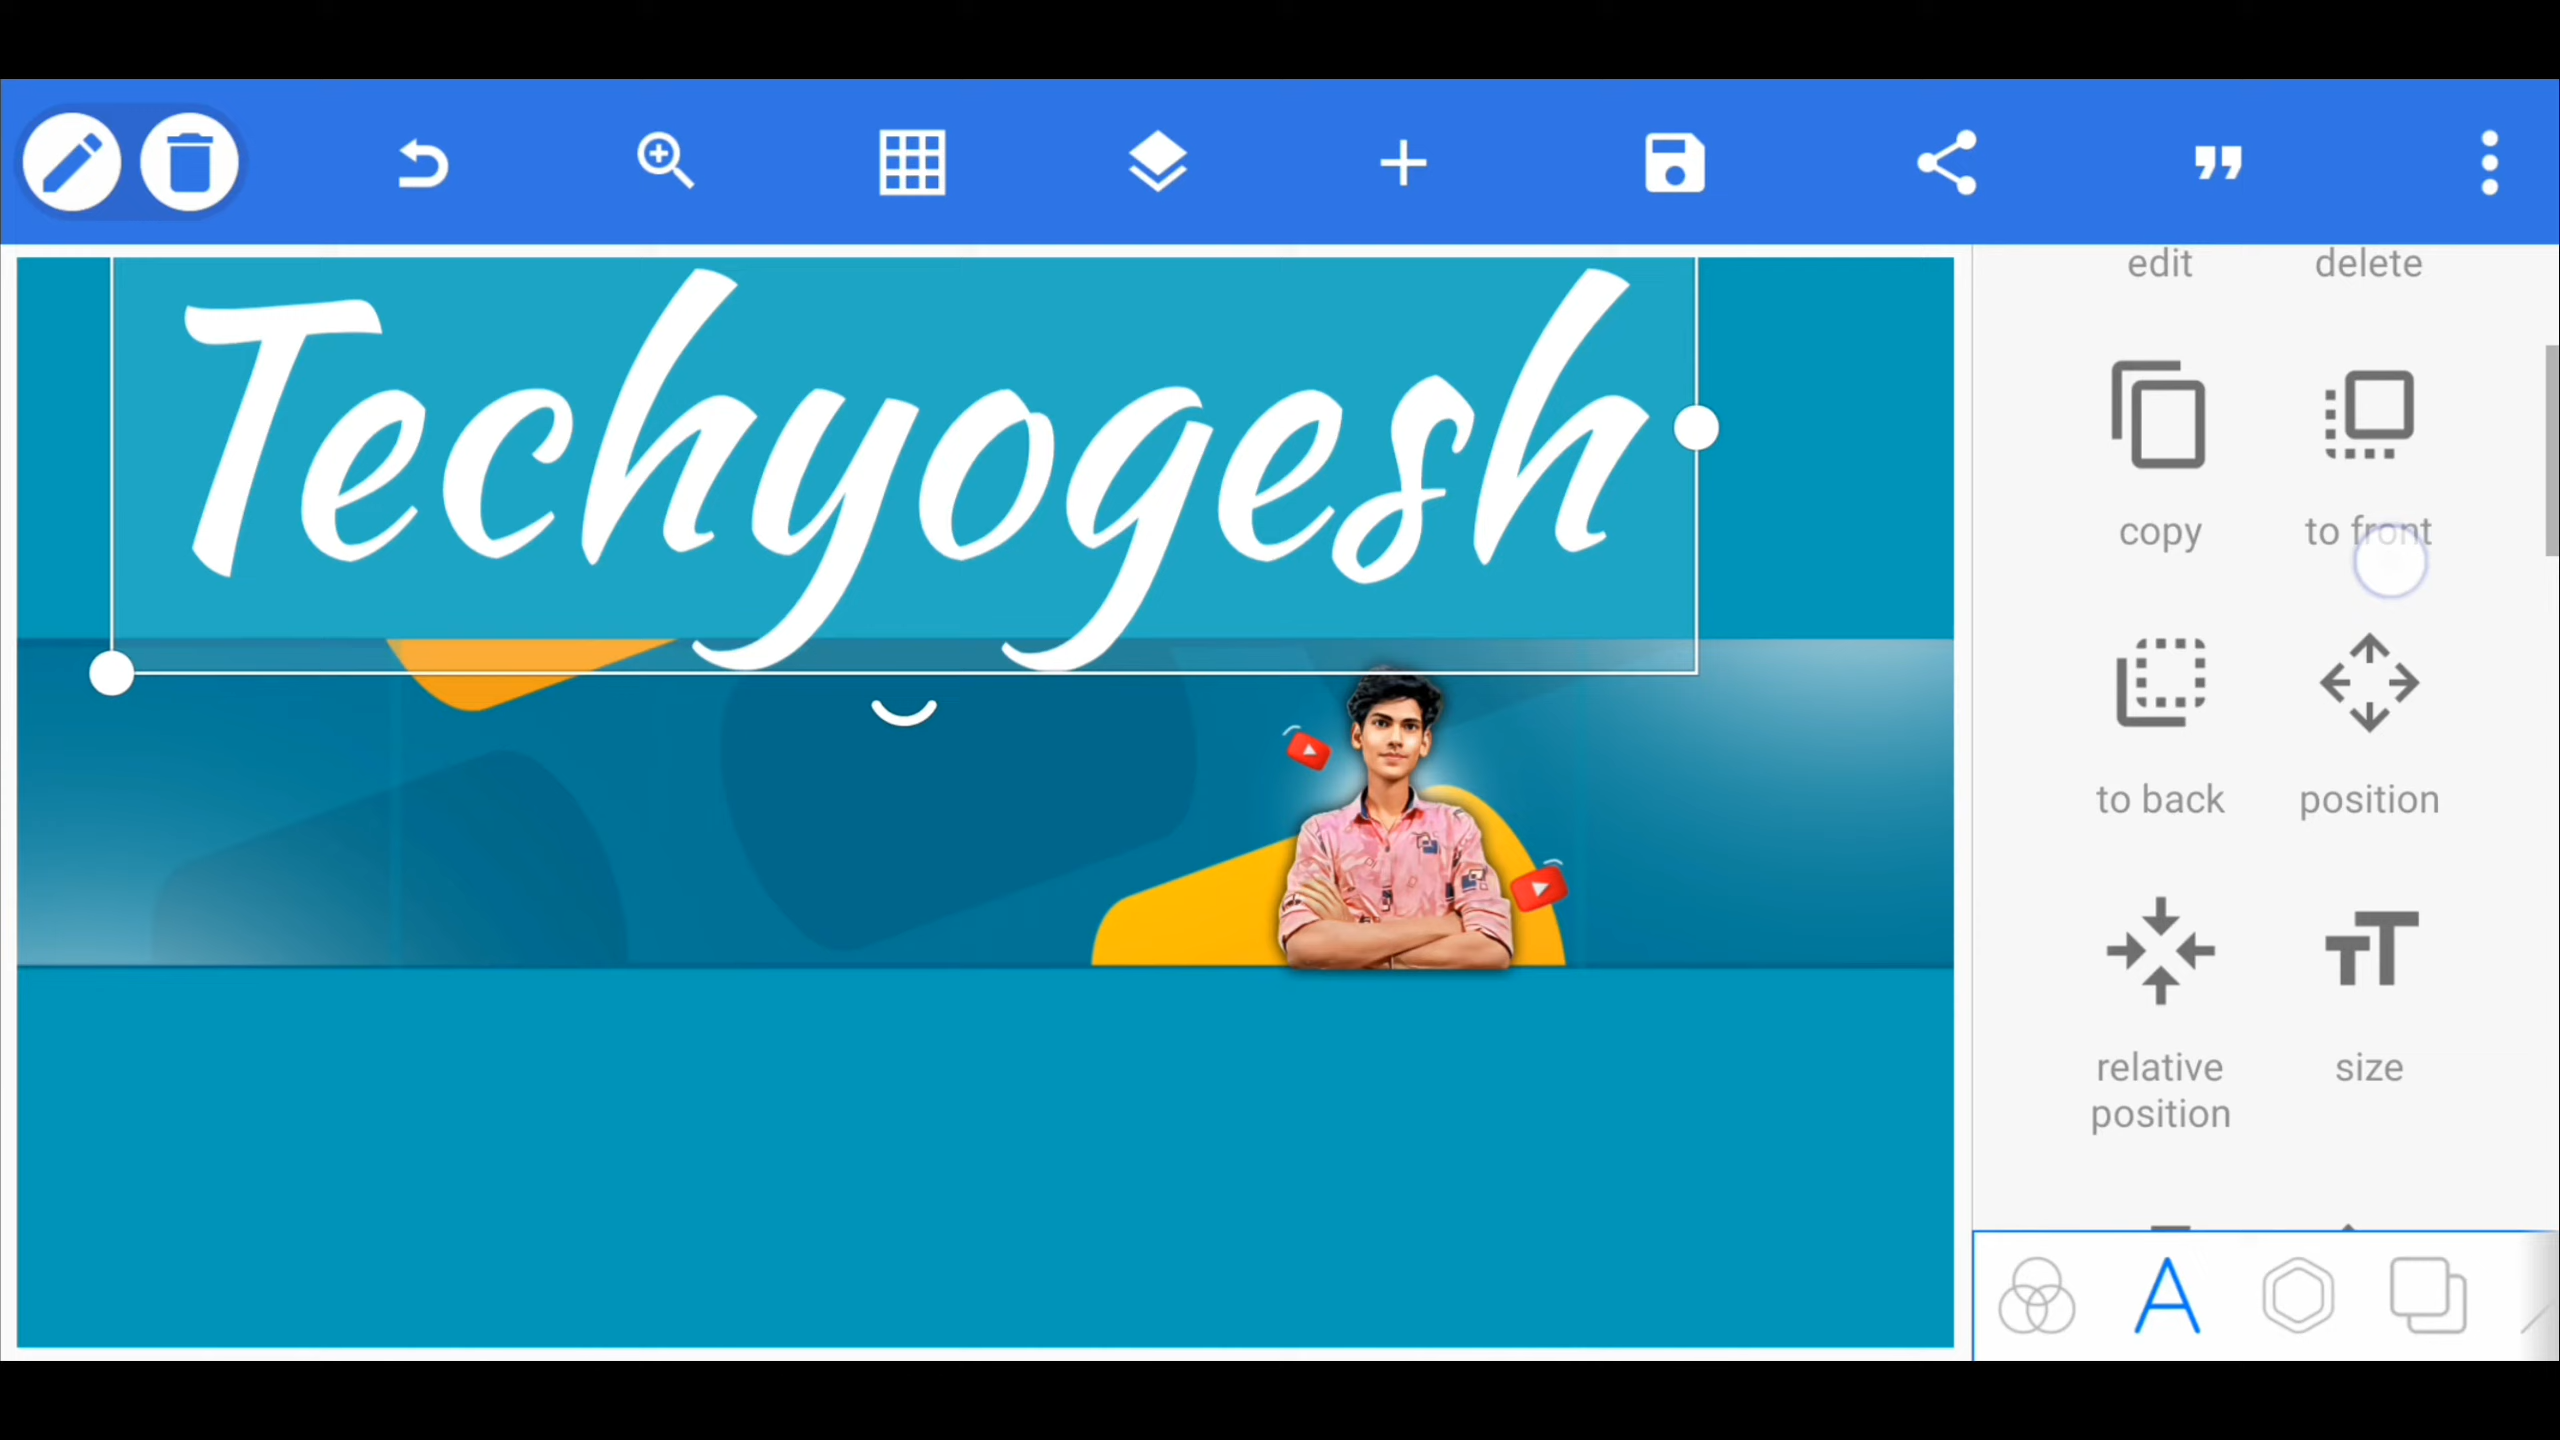 Techyogesh
edit
delete
copy
to front
to back
position
relative
position
size